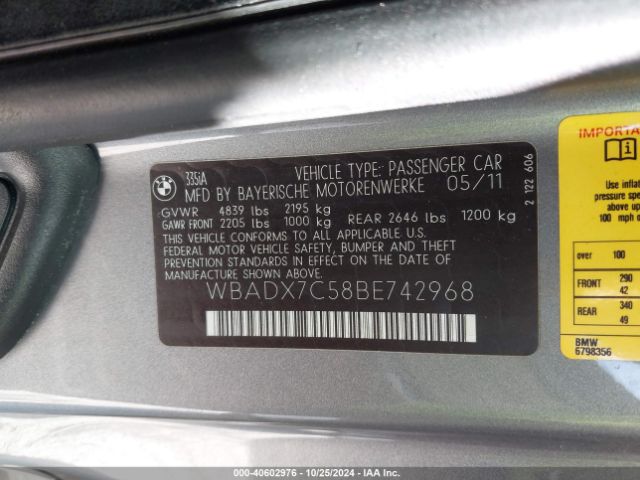 BMW
335iA
VEHICLE TYPE: PASSENGER CAR
MFD BY BAYERISCHE MOTORENWERKE 05/11
GVWR 4839 lbs 2195 kg
GAWR FRONT 2205 lbs 1000 kg REAR 2646 lbs 1200 kg
THIS VEHICLE CONFORMS TO ALL APPLICABLE U.S.
FEDERAL MOTOR VEHICLE SAFETY, BUMPER AND THEFT
PREVENTION STANDARDS IN EFFECT ON THE DATE OF
MANUFACTURE SHOWN ABOVE.
WBADX7C58BE742968
2 122 606
IMPORTA
Use inflat
pressure spe
above up
100 mph o
over 100
FRONT 290
42
REAR 340
49
BMW
6798356
000-40602976 - 10/25/2024 - IAA Inc.